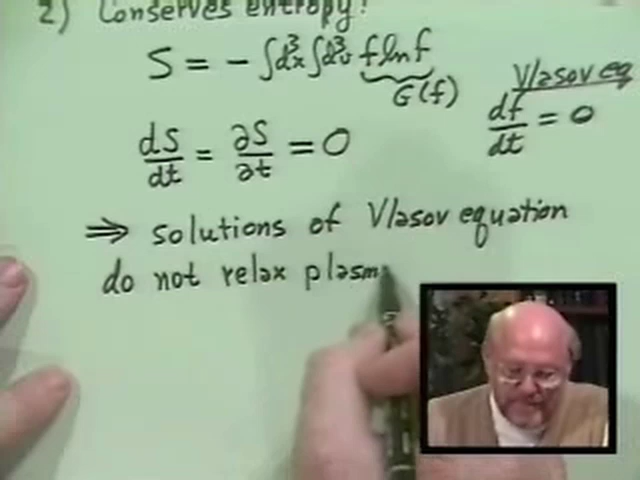 2) Conserves entropy!
S = - ∫d³x ∫d³v f ln f
G(f)
Vlasov eq
df/dt = 0
dS/dt = ∂S/∂t = 0
⇒ solutions of Vlasov equation
do not relax plasm